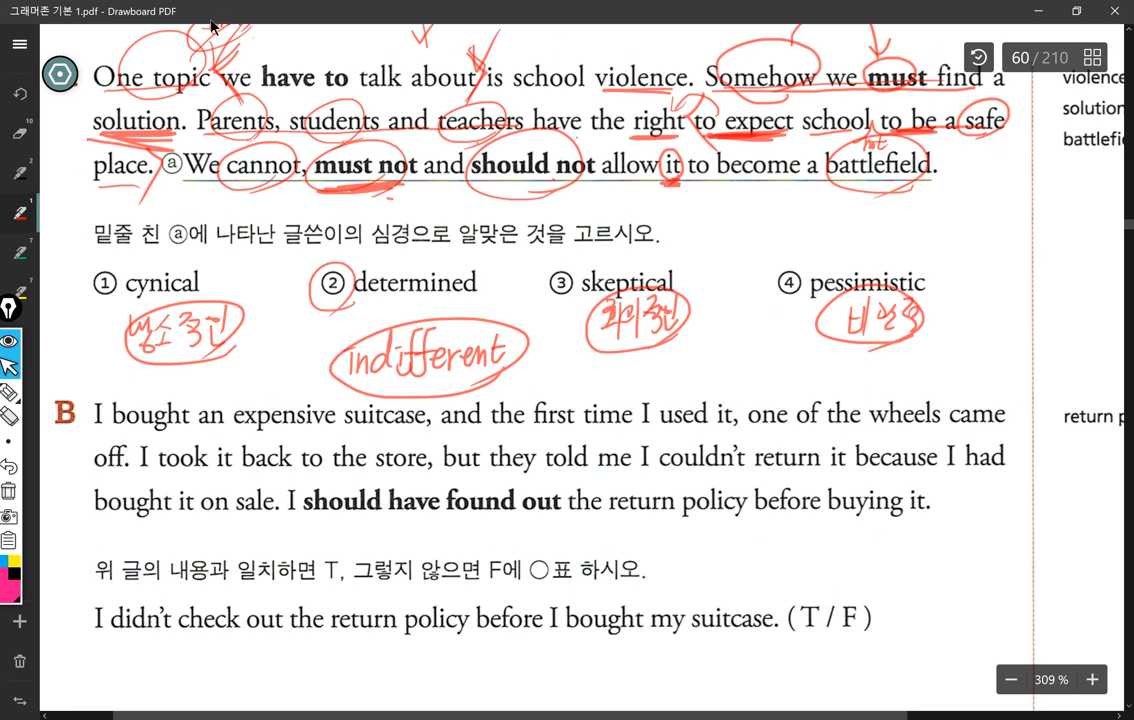 그래머존 기본 1.pdf - Drawboard PDF
60 / 210
One topic we have to talk about is school violence. Somehow we must find a
solution. Parents, students and teachers have the right to expect school to be a safe
place. ⓐ We cannot, must not and should not allow it to become a battlefield.
not
violence
solution
battlefi
밑줄 친 ⓐ에 나타난 글쓴이의 심경으로 알맞은 것을 고르시오.
① cynical ② determined ③ skeptical ④ pessimistic
냉소적인 indifferent 회의적인 비관적
B I bought an expensive suitcase, and the first time I used it, one of the wheels came
off. I took it back to the store, but they told me I couldn't return it because I had
bought it on sale. I should have found out the return policy before buying it.
return p
위 글의 내용과 일치하면 T, 그렇지 않으면 F에 ○표 하시오.
I didn't check out the return policy before I bought my suitcase. ( T / F )
309 %
10
2
1
7
7